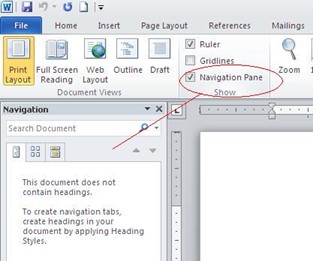 File Home Insert Page Layout References Mailings
Print Layout Full Screen Reading Web Layout Outline Draft
Document Views
Ruler
Gridlines
Navigation Pane
Show
Zoom
Navigation
Search Document
This document does not
contain headings.
To create navigation tabs,
create headings in your
document by applying Heading
Styles.